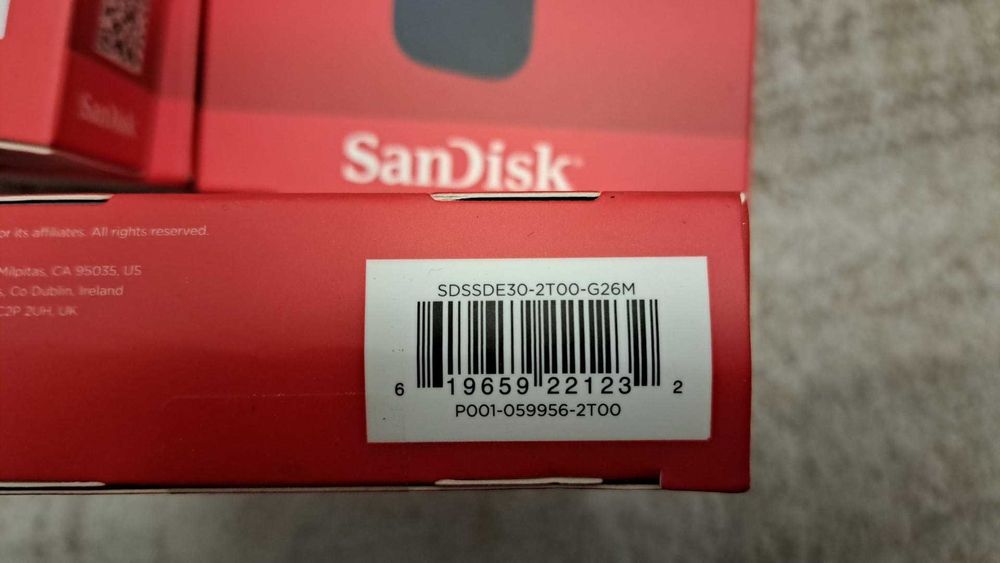 SanDisk
SanDisk
or its affiliates. All rights reserved.
Milpitas, CA 95035, US
s, Co Dublin, Ireland
C2P 2UH, UK
SDSSDE30-2T00-G26M
6 19659 22123 2
P001-059956-2T00